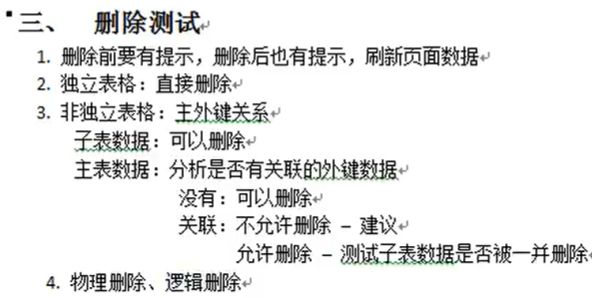 三、 删除测试
1. 删除前要有提示，删除后也有提示，刷新页面数据
2. 独立表格：直接删除
3. 非独立表格：主外键关系
子表数据：可以删除
主表数据：分析是否有关联的外键数据
没有：可以删除
关联：不允许删除 – 建议
允许删除 – 测试子表数据是否被一并删除
4. 物理删除、逻辑删除